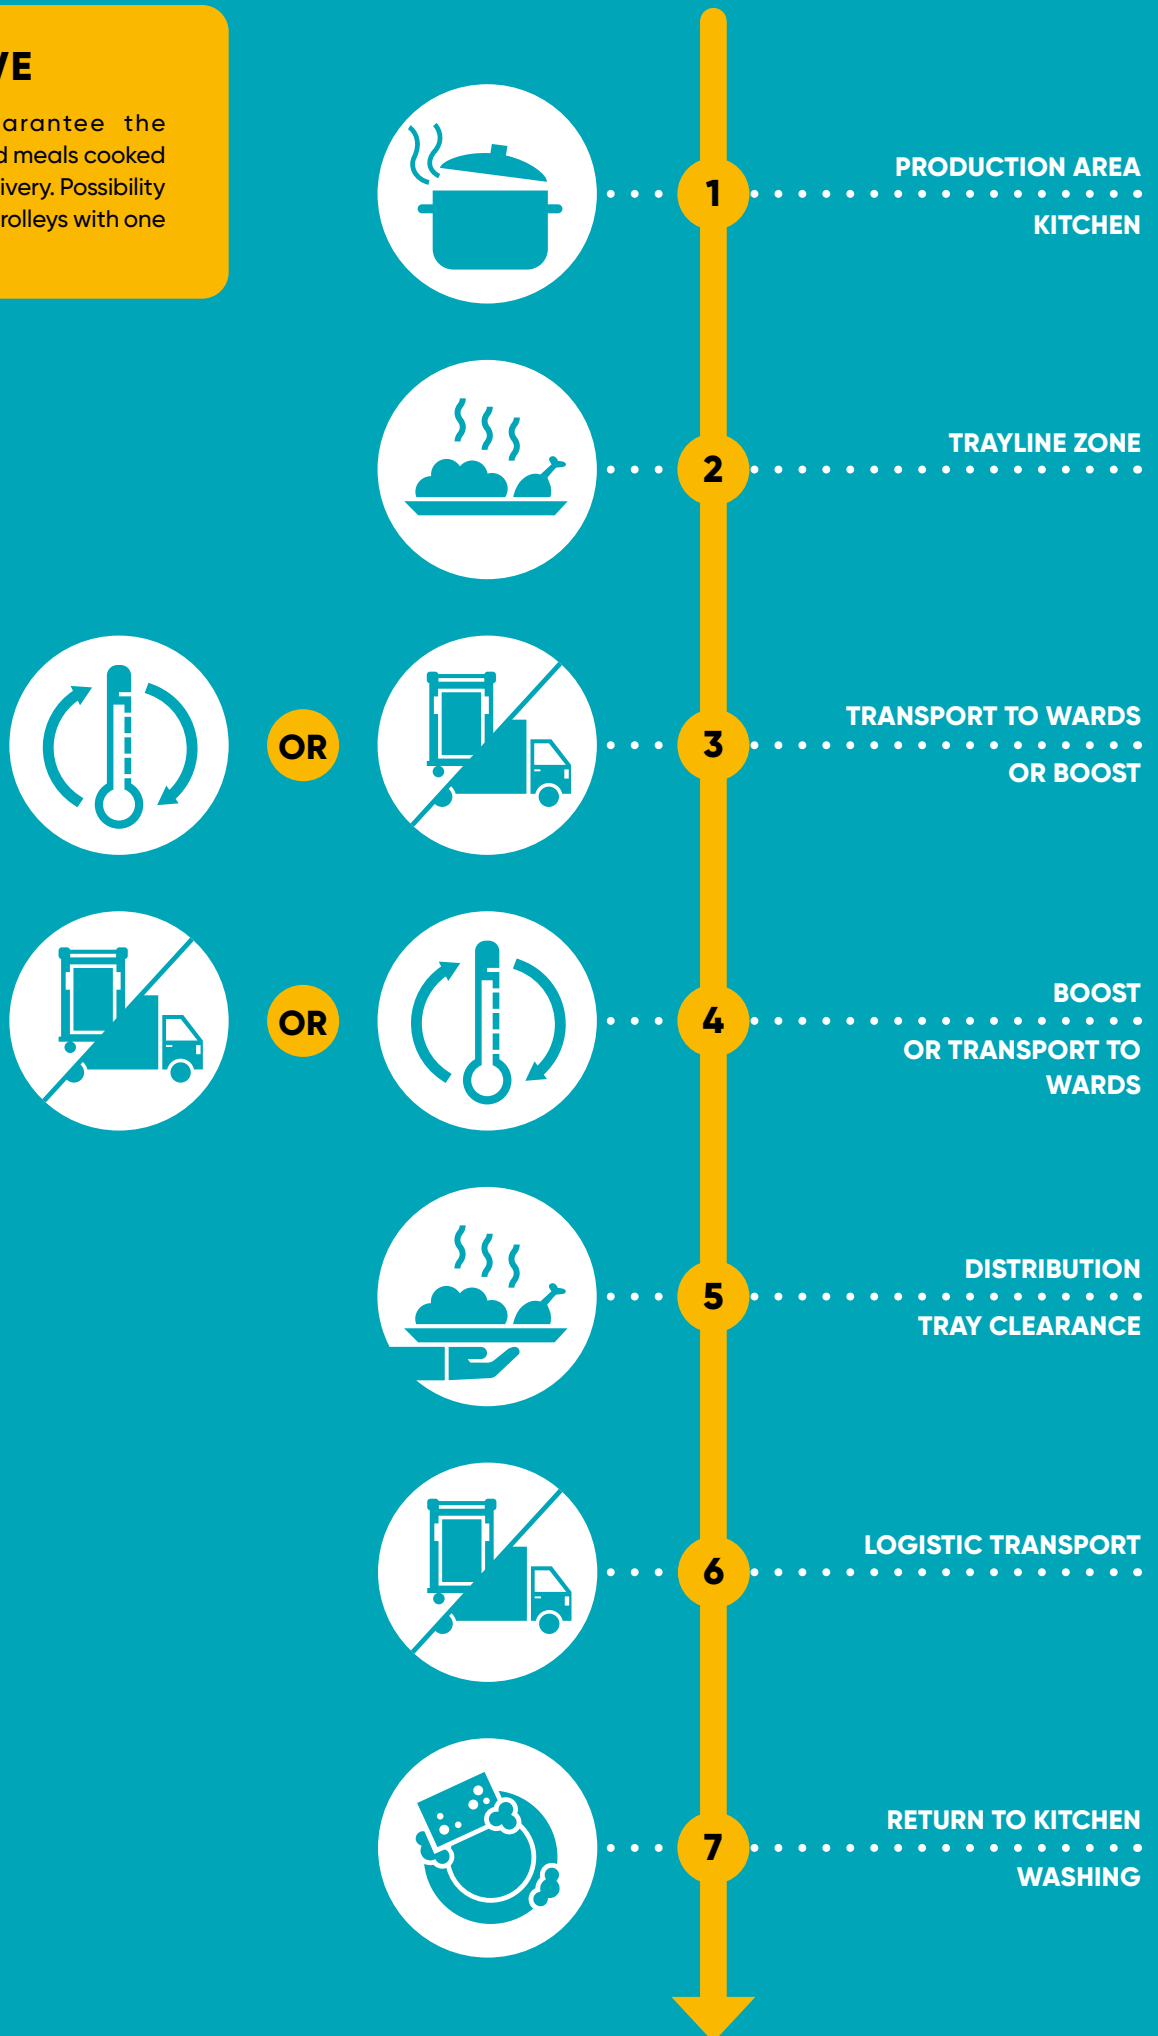 VE
arantee the
d meals cooked
ivery. Possibility
rolleys with one
1
PRODUCTION AREA
KITCHEN
2
TRAYLINE ZONE
OR
3
TRANSPORT TO WARDS
OR BOOST
OR
4
BOOST
OR TRANSPORT TO
WARDS
5
DISTRIBUTION
TRAY CLEARANCE
6
LOGISTIC TRANSPORT
7
RETURN TO KITCHEN
WASHING